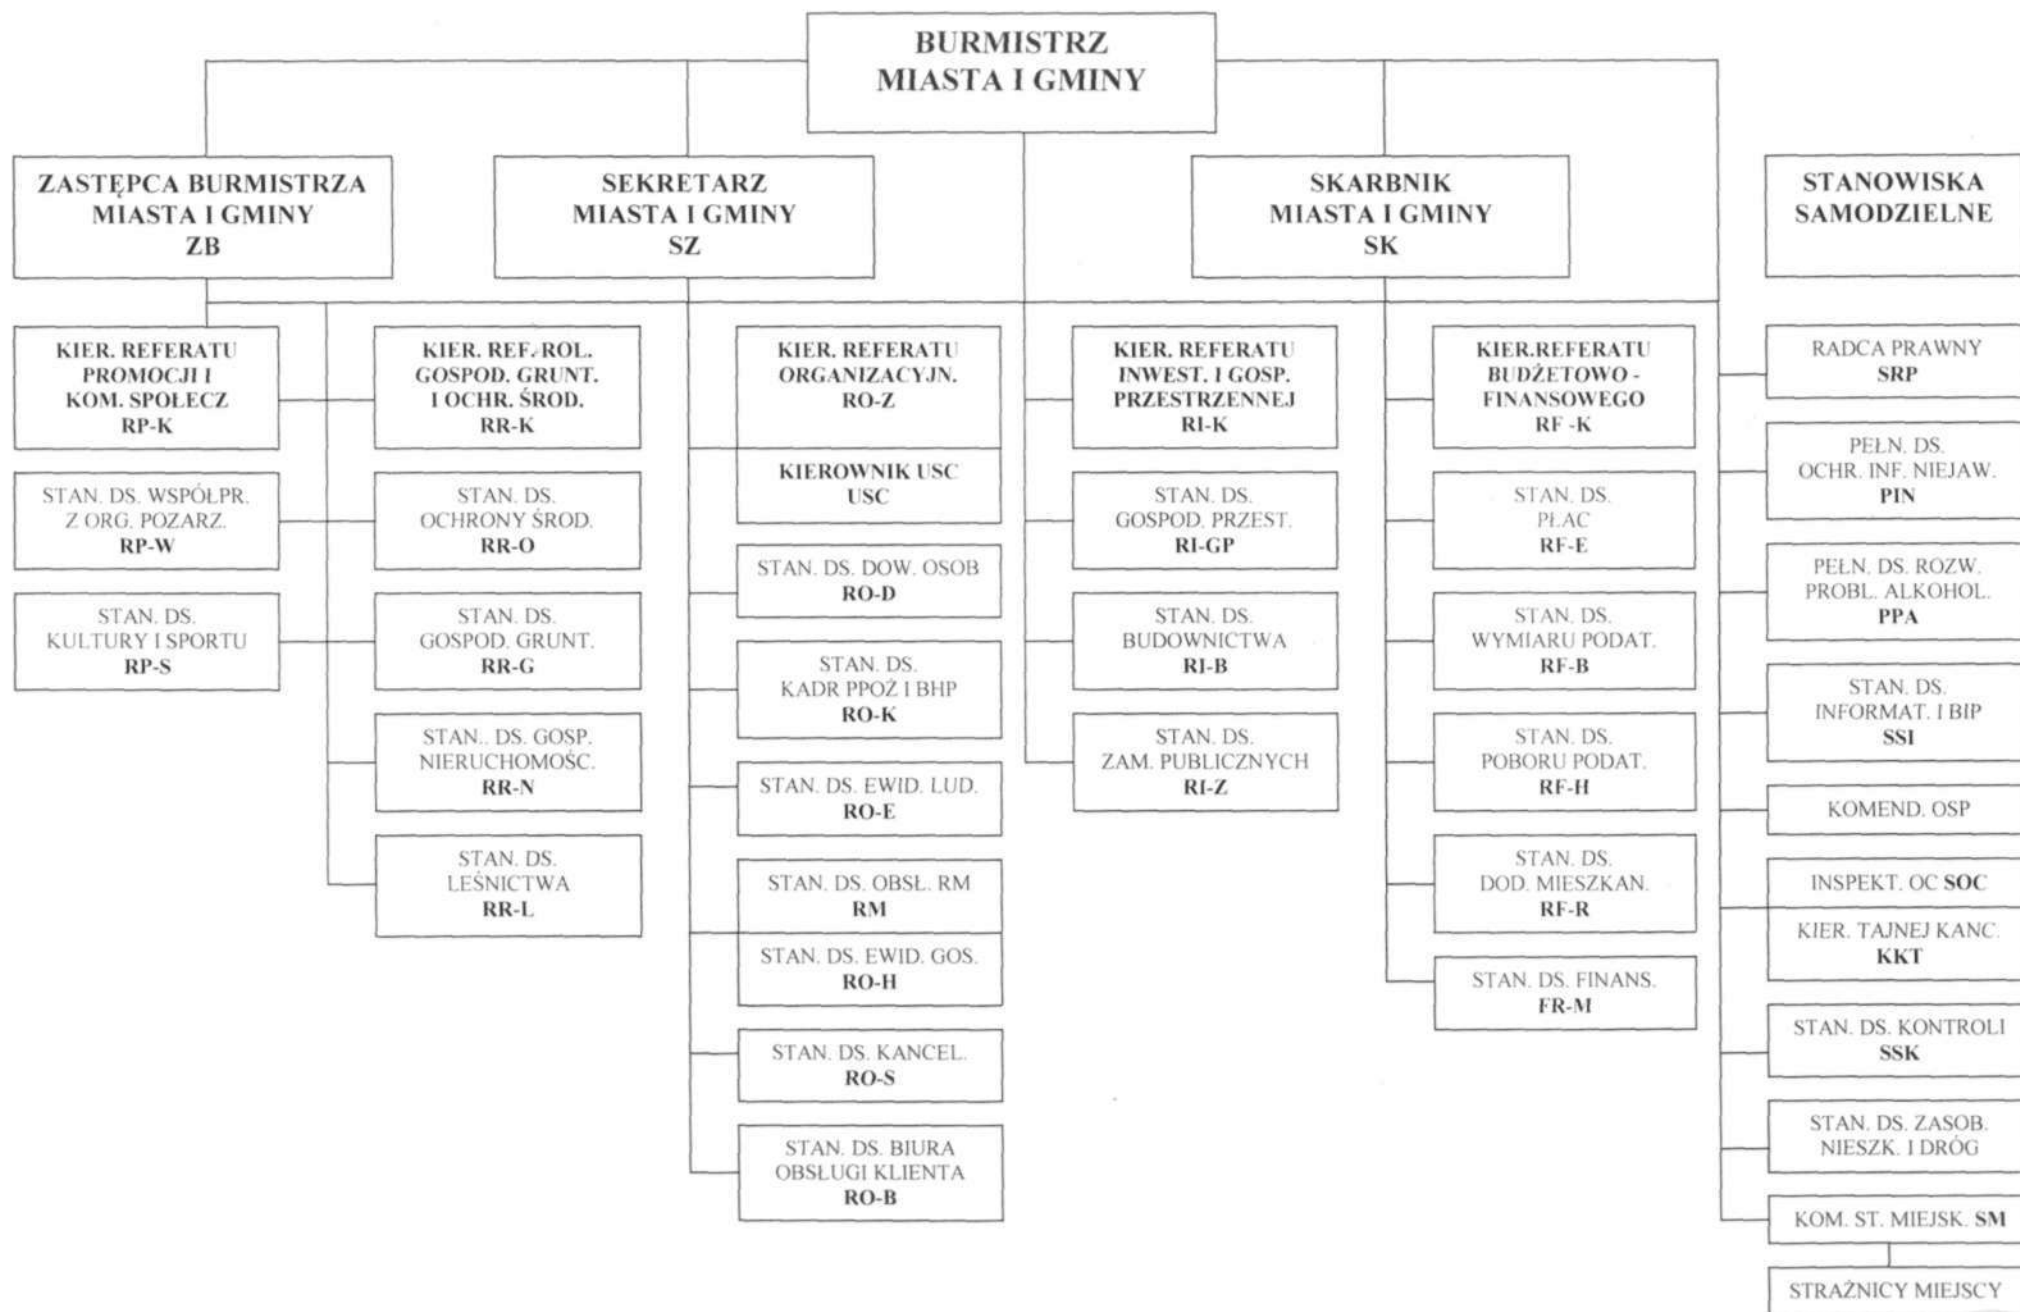 BURMISTRZ
MIASTA I GMINY
ZASTĘPCA BURMISTRZA
MIASTA I GMINY
ZB
SEKRETARZ
MIASTA I GMINY
SZ
SKARBNIK
MIASTA I GMINY
SK
STANOWISKA
SAMODZIELNE
KIER. REFERATU
PROMOCJI I
KOM. SPOŁECZ
RP-K
STAN. DS. WSPÓŁPR.
Z ORG. POZARZ.
RP-W
STAN. DS.
KULTURY I SPORTU
RP-S
KIER. REF. ROL.
GOSPOD. GRUNT.
I OCHR. ŚROD.
RR-K
STAN. DS.
OCHRONY ŚROD.
RR-O
STAN. DS.
GOSPOD. GRUNT.
RR-G
STAN.. DS. GOSP.
NIERUCHOMOŚC.
RR-N
STAN. DS.
LEŚNICTWA
RR-L
KIER. REFERATU
ORGANIZACYJN.
RO-Z
KIEROWNIK USC
USC
STAN. DS. DOW. OSOB
RO-D
STAN. DS.
KADR PPOŻ I BHP
RO-K
STAN. DS. EWID. LUD.
RO-E
STAN. DS. OBSŁ. RM
RM
STAN. DS. EWID. GOS.
RO-H
STAN. DS. KANCEL.
RO-S
STAN. DS. BIURA
OBSŁUGI KLIENTA
RO-B
KIER. REFERATU
INWEST. I GOSP.
PRZESTRZENNEJ
RI-K
STAN. DS.
GOSPOD. PRZEST.
RI-GP
STAN. DS.
BUDOWNICTWA
RI-B
STAN. DS.
ZAM. PUBLICZNYCH
RI-Z
KIER.REFERATU
BUDŻETOWO -
FINANSOWEGO
RF -K
STAN. DS.
PŁAC
RF-E
STAN. DS.
WYMIARU PODAT.
RF-B
STAN. DS.
POBORU PODAT.
RF-H
STAN. DS.
DOD. MIESZKAN.
RF-R
STAN. DS. FINANS.
FR-M
RADCA PRAWNY
SRP
PEŁN. DS.
OCHR. INF. NIEJAW.
PIN
PEŁN. DS. ROZW.
PROBL. ALKOHOL.
PPA
STAN. DS.
INFORMAT. I BIP
SSI
KOMEND. OSP
INSPEKT. OC SOC
KIER. TAJNEJ KANC.
KKT
STAN. DS. KONTROLI
SSK
STAN. DS. ZASOB.
NIESZK. I DRÓG
KOM. ST. MIEJSK. SM
STRAŻNICY MIEJSCY